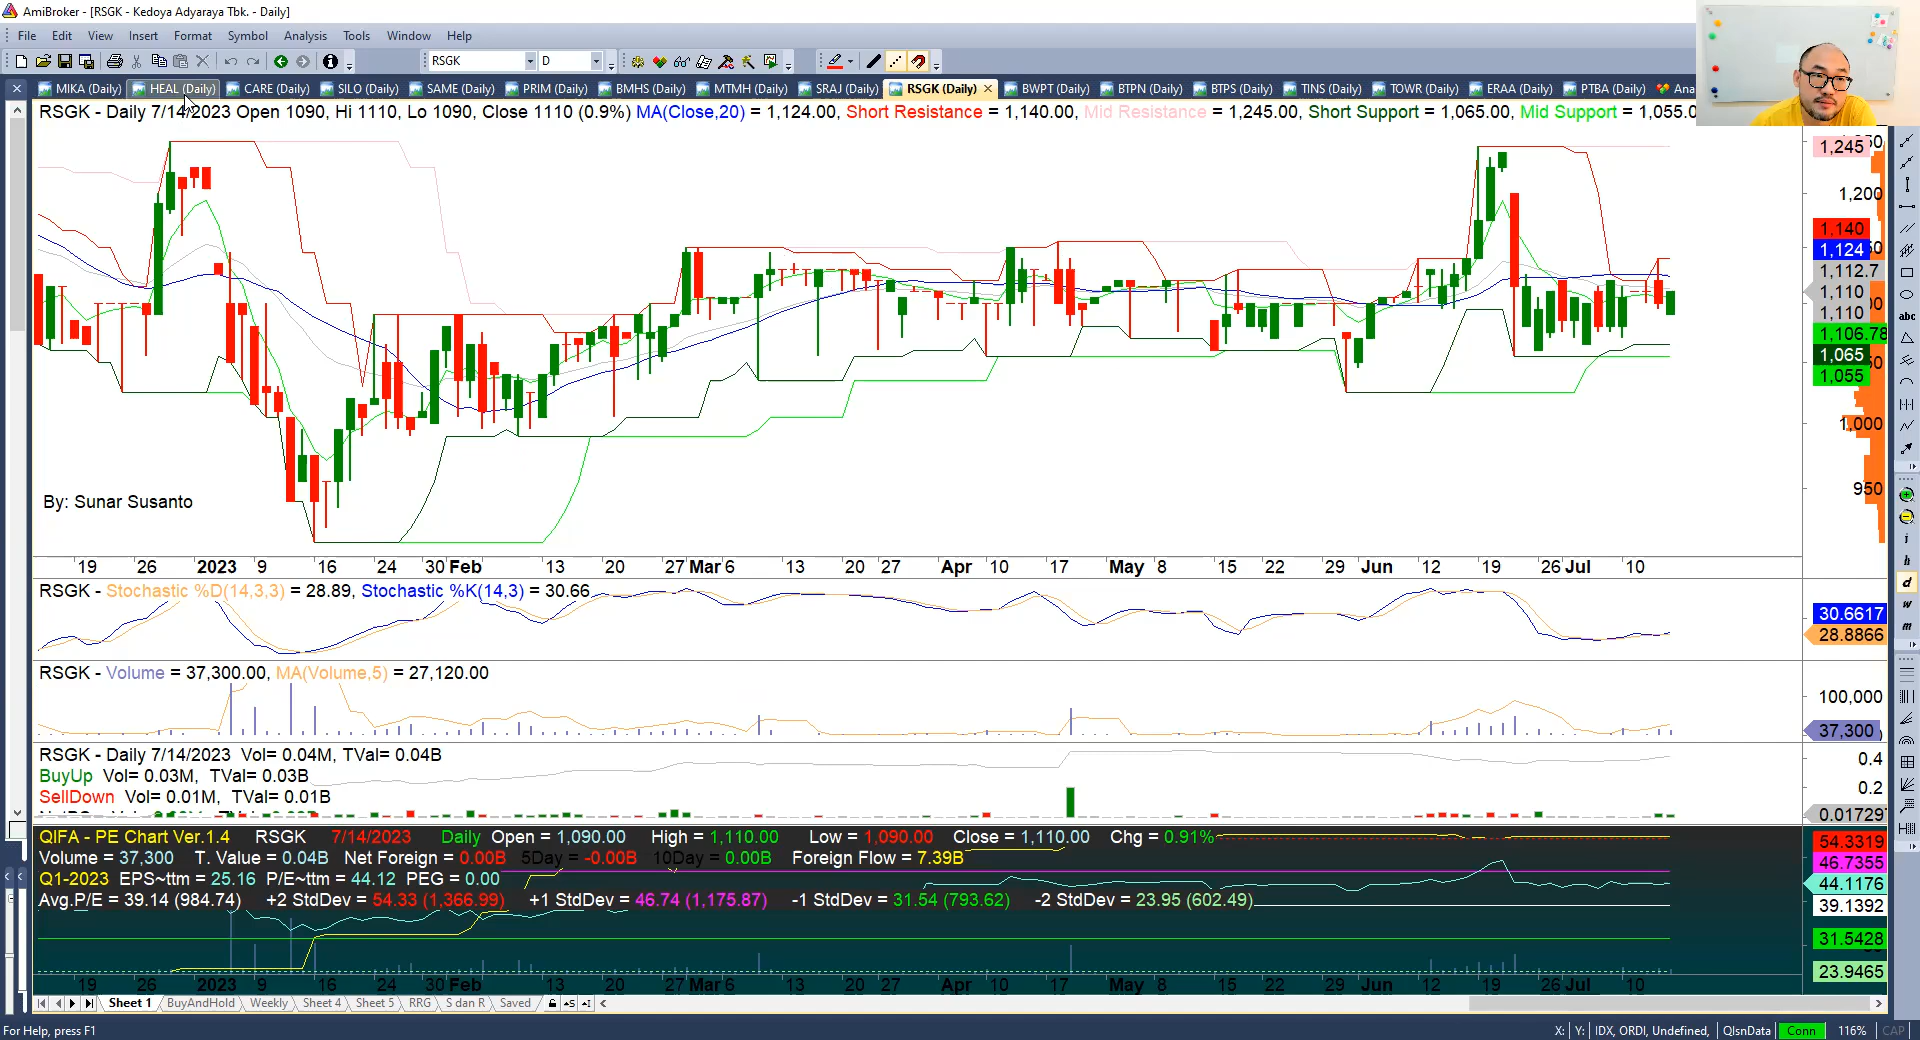 AmiBroker - [RSGK - Kedoya Adyaraya Tbk. - Daily]
File Edit View Insert Format Symbol Analysis Tools Window Help
RSGK D
MIKA (Daily) HEAL (Daily) CARE (Daily) SILO (Daily) SAME (Daily) PRIM (Daily) BMHS (Daily) MTMH (Daily) SRAJ (Daily) RSGK (Daily) BWPT (Daily) BTPN (Daily) BTPS (Daily) TINS (Daily) TOWR (Daily) ERAA (Daily) PTBA (Daily) Ana
RSGK - Daily 7/14/2023 Open 1090, Hi 1110, Lo 1090, Close 1110 (0.9%) MA(Close,20) = 1,124.00, Short Resistance = 1,140.00, Mid Resistance = 1,245.00, Short Support = 1,065.00, Mid Support = 1,055.0
1,245
1,200
1,140
1,124
1,112.7
1,110
1,110
1,106.78
1,065
1,055
1,000
950
By: Sunar Susanto
19 26 2023 9 16 24 30 Feb 13 20 27 Mar 6 13 20 27 Apr 10 17 May 8 15 22 29 Jun 12 19 26 Jul 10
RSGK - Stochastic %D(14,3,3) = 28.89, Stochastic %K(14,3) = 30.66
30.6617
28.8866
RSGK - Volume = 37,300.00, MA(Volume,5) = 27,120.00
100,000
37,300
RSGK - Daily 7/14/2023 Vol= 0.04M, TVal= 0.04B
BuyUp Vol= 0.03M, TVal= 0.03B
SellDown Vol= 0.01M, TVal= 0.01B
0.4
0.2
0.01729
QIFA - PE Chart Ver.1.4 RSGK 7/14/2023 Daily Open = 1,090.00 High = 1,110.00 Low = 1,090.00 Close = 1,110.00 Chg = 0.91%
Volume = 37,300 T. Value = 0.04B Net Foreign = 0.00B 5Day = -0.00B 10Day = 0.00B Foreign Flow = 7.39B
Q1-2023 EPS~ttm = 25.16 P/E~ttm = 44.12 PEG = 0.00
Avg.P/E = 39.14 (984.74) +2 StdDev = 54.33 (1,366.99) +1 StdDev = 46.74 (1,175.87) -1 StdDev = 31.54 (793.62) -2 StdDev = 23.95 (602.49)
54.3319
46.7355
44.1176
39.1392
31.5428
23.9465
19 26 2023 9 16 24 30 Feb 13 20 27 Mar 6 13 20 27 Apr 10 17 May 8 15 22 29 Jun 12 19 26 Jul 10
Sheet 1 BuyAndHold Weekly Sheet 4 Sheet 5 RRG S dan R Saved
For Help, press F1 X: Y: IDX, ORDI, Undefined, QIsnData Conn 116% CAP
abc
i
h
d
w
m